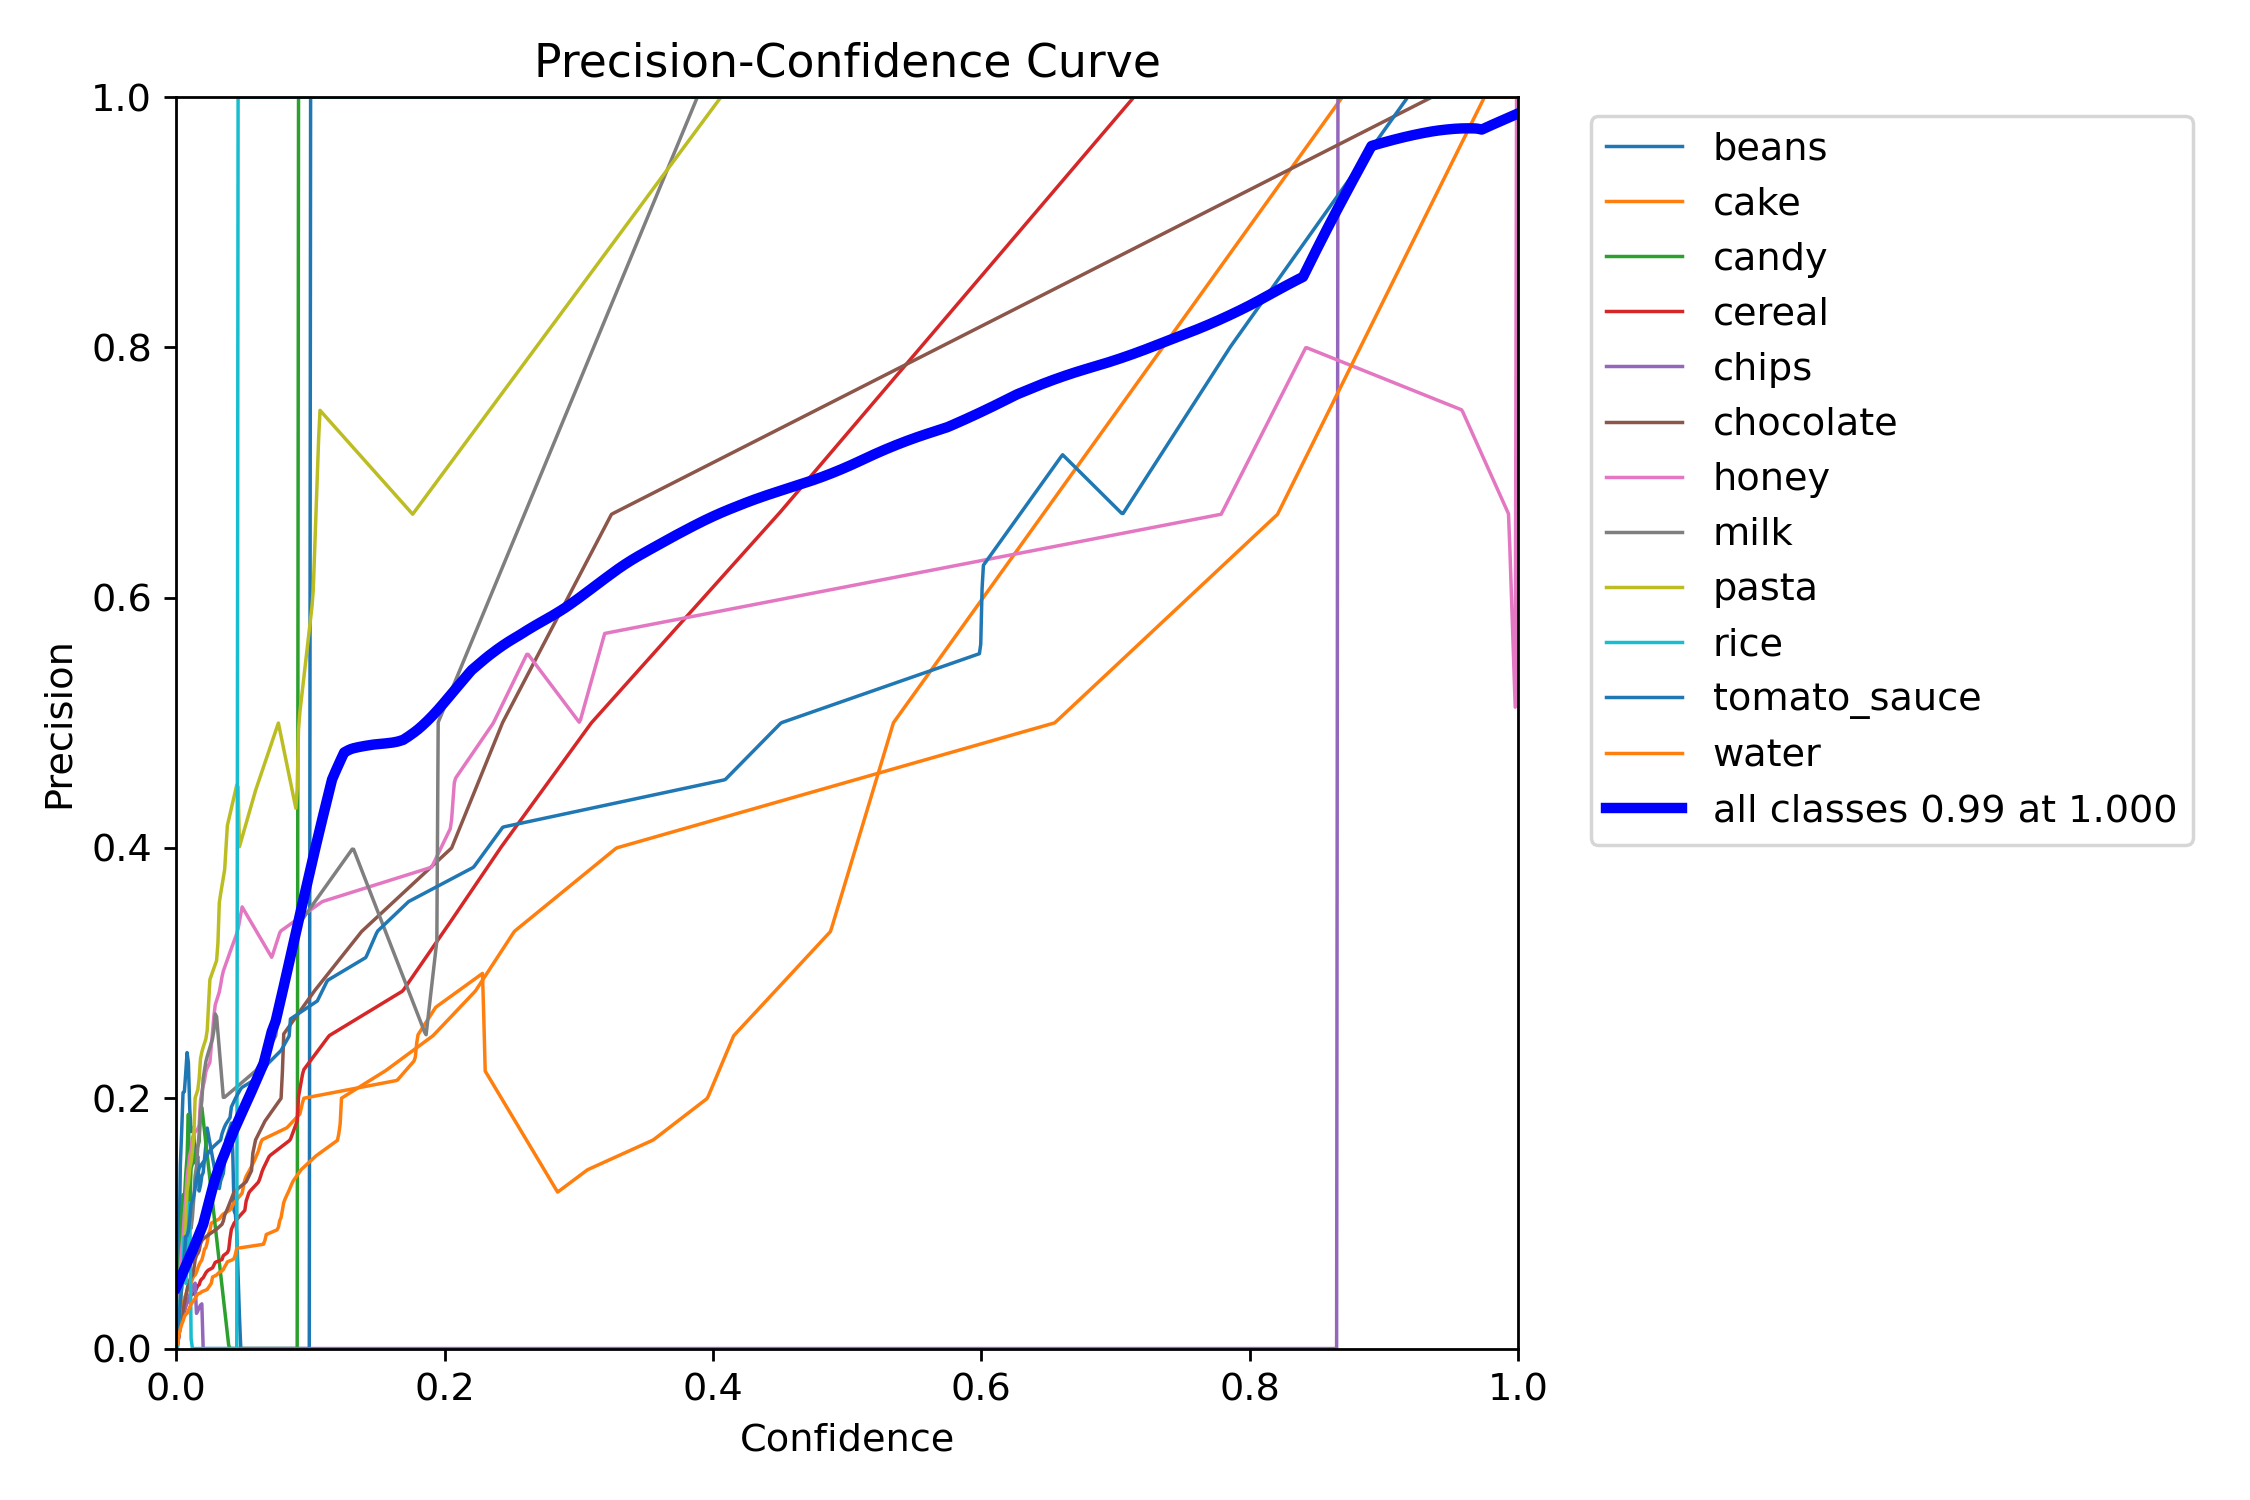 Precision-Confidence Curve
1.0
0.8
0.6
0.4
0.2
0.0
Precision
0.0 0.2 0.4 0.6 0.8 1.0
Confidence
beans
cake
candy
cereal
chips
chocolate
honey
milk
pasta
rice
tomato_sauce
water
all classes 0.99 at 1.000